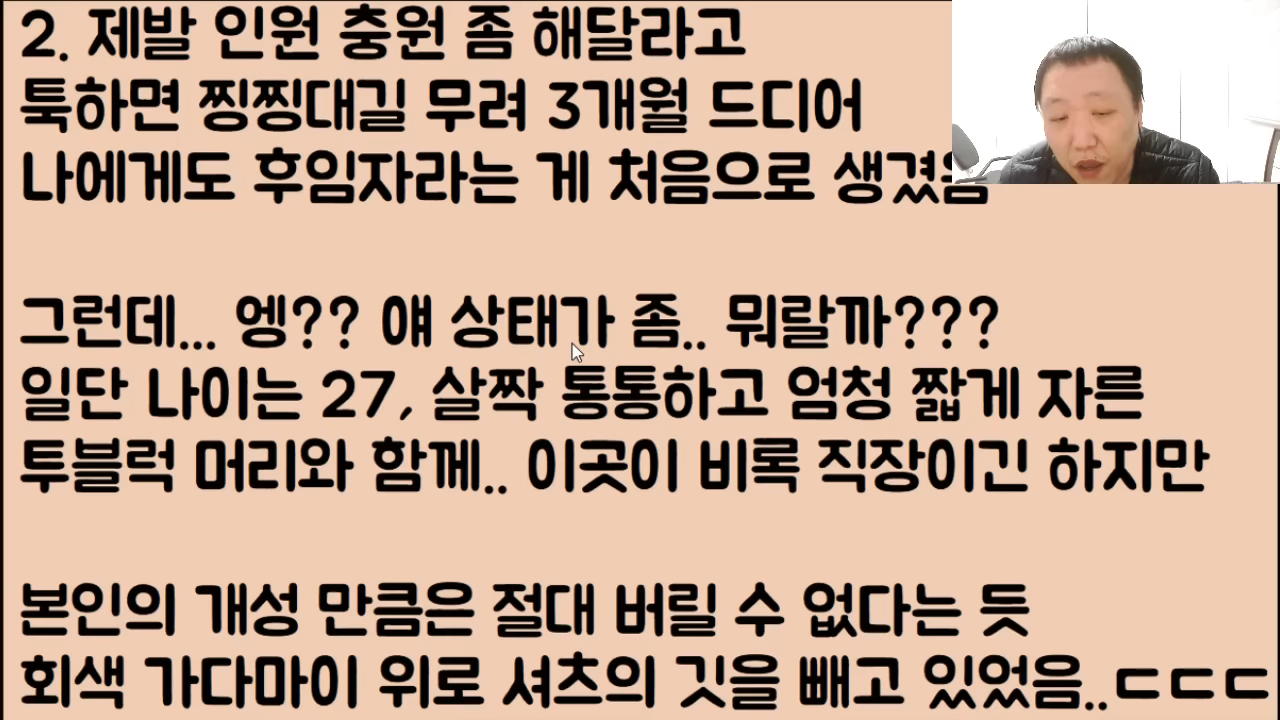 2. 제발 인원 충원 좀 해달라고
툭하면 찡찡대길 무려 3개월 드디어
나에게도 후임자라는 게 처음으로 생겼음
그런데... 엥?? 얘 상태가 좀.. 뭐랄까???
일단 나이는 27, 살짝 통통하고 엄청 짧게 자른
투블럭 머리와 함께.. 이곳이 비록 직장이긴 하지만
본인의 개성 만큼은 절대 버릴 수 없다는 듯
회색 가다마이 위로 셔츠의 깃을 빼고 있었음..ㄷㄷㄷ